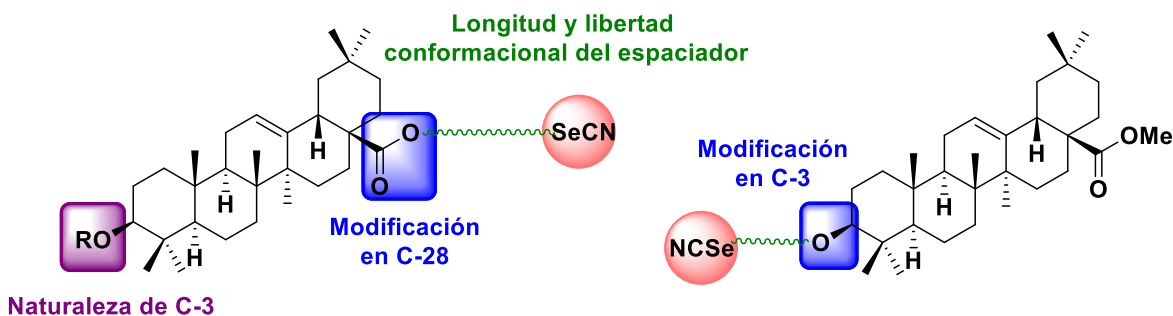 Longitud y libertad
conformacional del espaciador
SeCN
O
O
H
H
H
RO
Modificación
en C-28
Naturaleza de C-3
Modificación
en C-3
NCSe
O
OMe
O
H
H
H